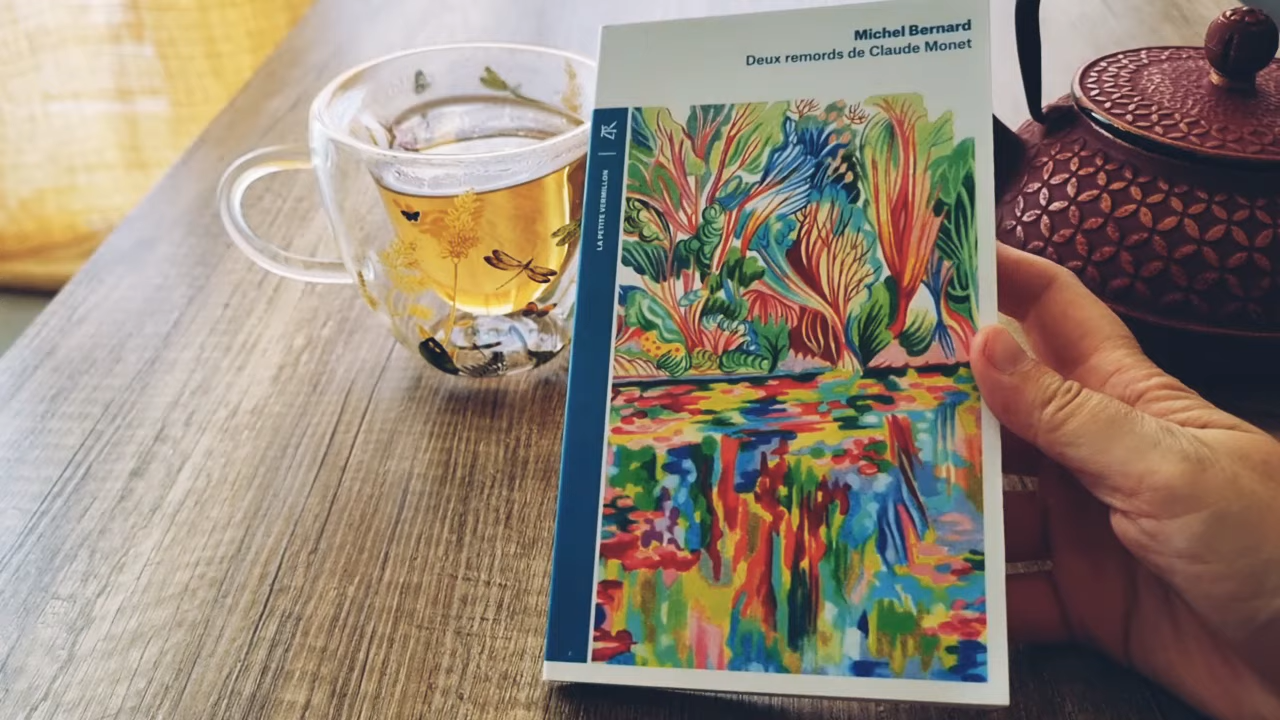 Michel Bernard
Deux remords de Claude Monet
LA PETITE VERMILLON